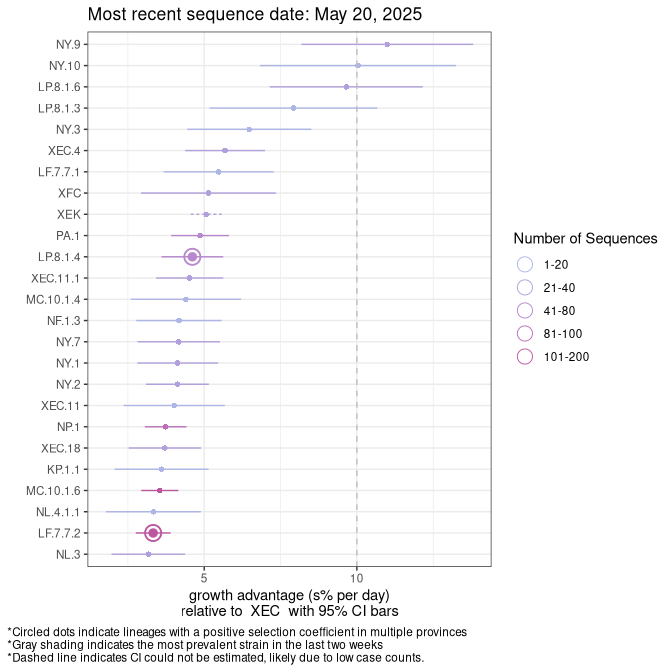 Most recent sequence date: May 20, 2025
NY.9
NY.10
LP.8.1.6
LP.8.1.3
NY.3
XEC.4
LF.7.7.1
XFC
XEK
PA.1
LP.8.1.4
XEC.11.1
MC.10.1.4
NF.1.3
NY.7
NY.1
NY.2
XEC.11
NP.1
XEC.18
KP.1.1
MC.10.1.6
NL.4.1.1
LF.7.7.2
NL.3
5 10
growth advantage (s% per day)
relative to XEC with 95% CI bars
Number of Sequences
1-20
21-40
41-80
81-100
101-200
*Circled dots indicate lineages with a positive selection coefficient in multiple provinces
*Gray shading indicates the most prevalent strain in the last two weeks
*Dashed line indicates CI could not be estimated, likely due to low case counts.